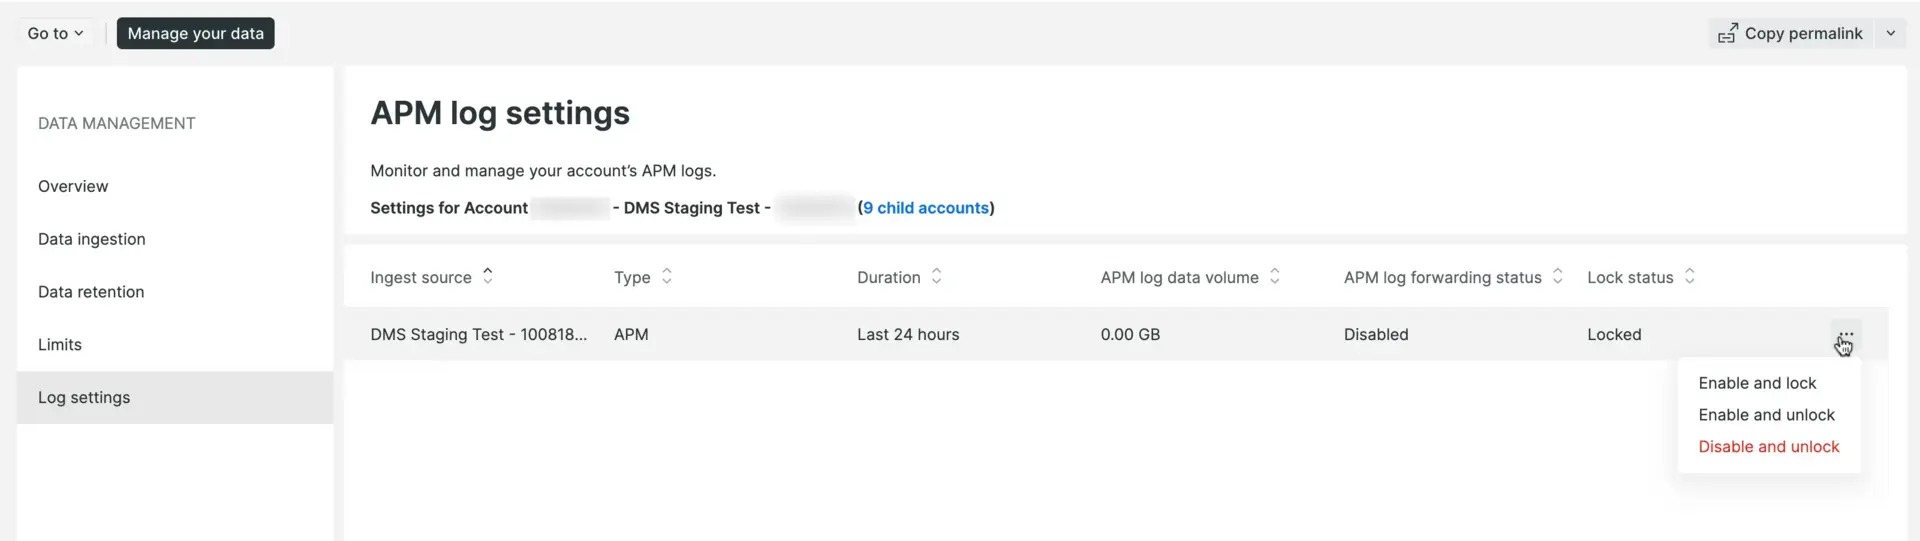 Go to
Manage your data
Copy permalink
DATA MANAGEMENT
Overview
Data ingestion
Data retention
Limits
Log settings
APM log settings
Monitor and manage your account’s APM logs.
Settings for Account - DMS Staging Test - (9 child accounts)
Ingest source Type Duration APM log data volume APM log forwarding status Lock status
DMS Staging Test - 100818... APM Last 24 hours 0.00 GB Disabled Locked ...
Enable and lock
Enable and unlock
Disable and unlock